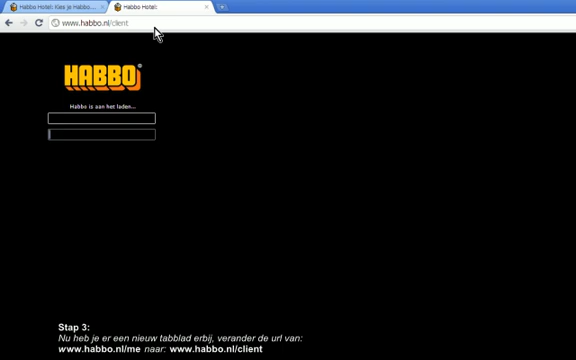 Habbo Hotel: Kies je Habbo...
Habbo Hotel:
www.habbo.nl/client
HABBO
Habbo is aan het laden...
Stap 3:
Nu heb je er een nieuw tabblad erbij, verander de url van:
www.habbo.nl/me naar: www.habbo.nl/client